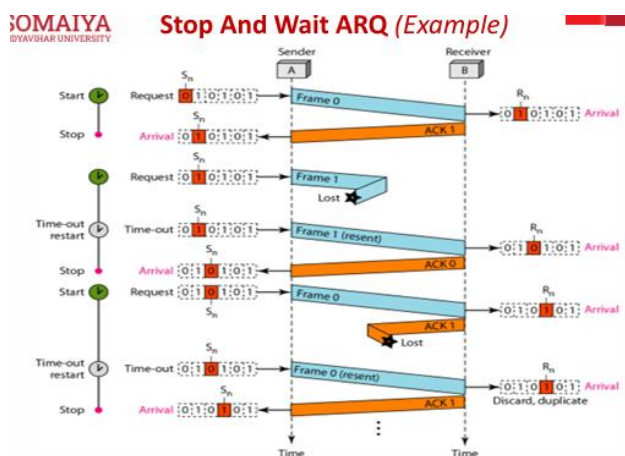 SOMAIYA
IDYAVIHAR UNIVERSITY
Stop And Wait ARQ (Example)
Sender
Receiver
A
B
Start
Request
Sn
0 1 0 1 0 1
Frame 0
Rn
0 1 0 1 0 1
Arrival
Stop
Arrival
Sn
0 1 0 1 0 1
ACK 1
Request
Sn
0 1 0 1 0 1
Frame 1
Lost
Time-out
restart
Time-out
Sn
0 1 0 1 0 1
Frame 1 (resent)
Rn
0 1 0 1 0 1
Arrival
Stop
Arrival
Sn
0 1 0 1 0 1
ACK 0
Start
Request
0 1 0 1 0 1
Sn
Frame 0
Rn
0 1 0 1 0 1
Arrival
ACK 1
Lost
Time-out
restart
Time-out
Sn
0 1 0 1 0 1
Frame 0 (resent)
Rn
0 1 0 1 0 1
Arrival
Discard, duplicate
Stop
Arrival
Sn
0 1 0 1 0 1
ACK 1
Time
Time